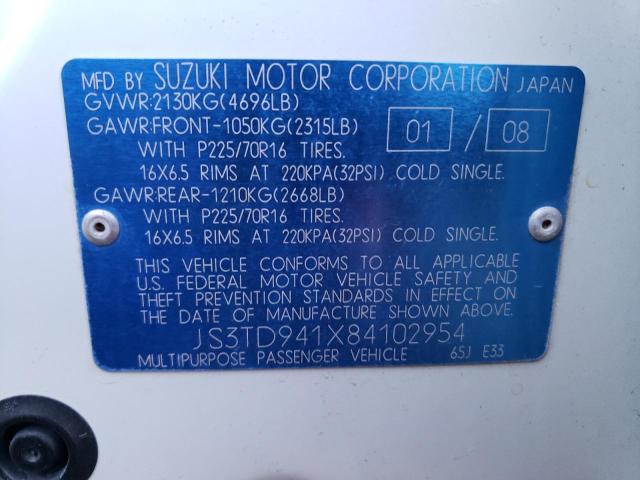 MFD BY SUZUKI MOTOR CORPORATION JAPAN
GVWR:2130KG(4696LB)
GAWR:FRONT-1050KG(2315LB) 01 / 08
WITH P225/70R16 TIRES.
16X6.5 RIMS AT 220KPA(32PSI) COLD SINGLE.
GAWR:REAR-1210KG(2668LB)
WITH P225/70R16 TIRES.
16X6.5 RIMS AT 220KPA(32PSI) COLD SINGLE.
THIS VEHICLE CONFORMS TO ALL APPLICABLE
U.S. FEDERAL MOTOR VEHICLE SAFETY AND
THEFT PREVENTION STANDARDS IN EFFECT ON
THE DATE OF MANUFACTURE SHOWN ABOVE.
JS3TD941X84102954
MULTIPURPOSE PASSENGER VEHICLE 65J E33